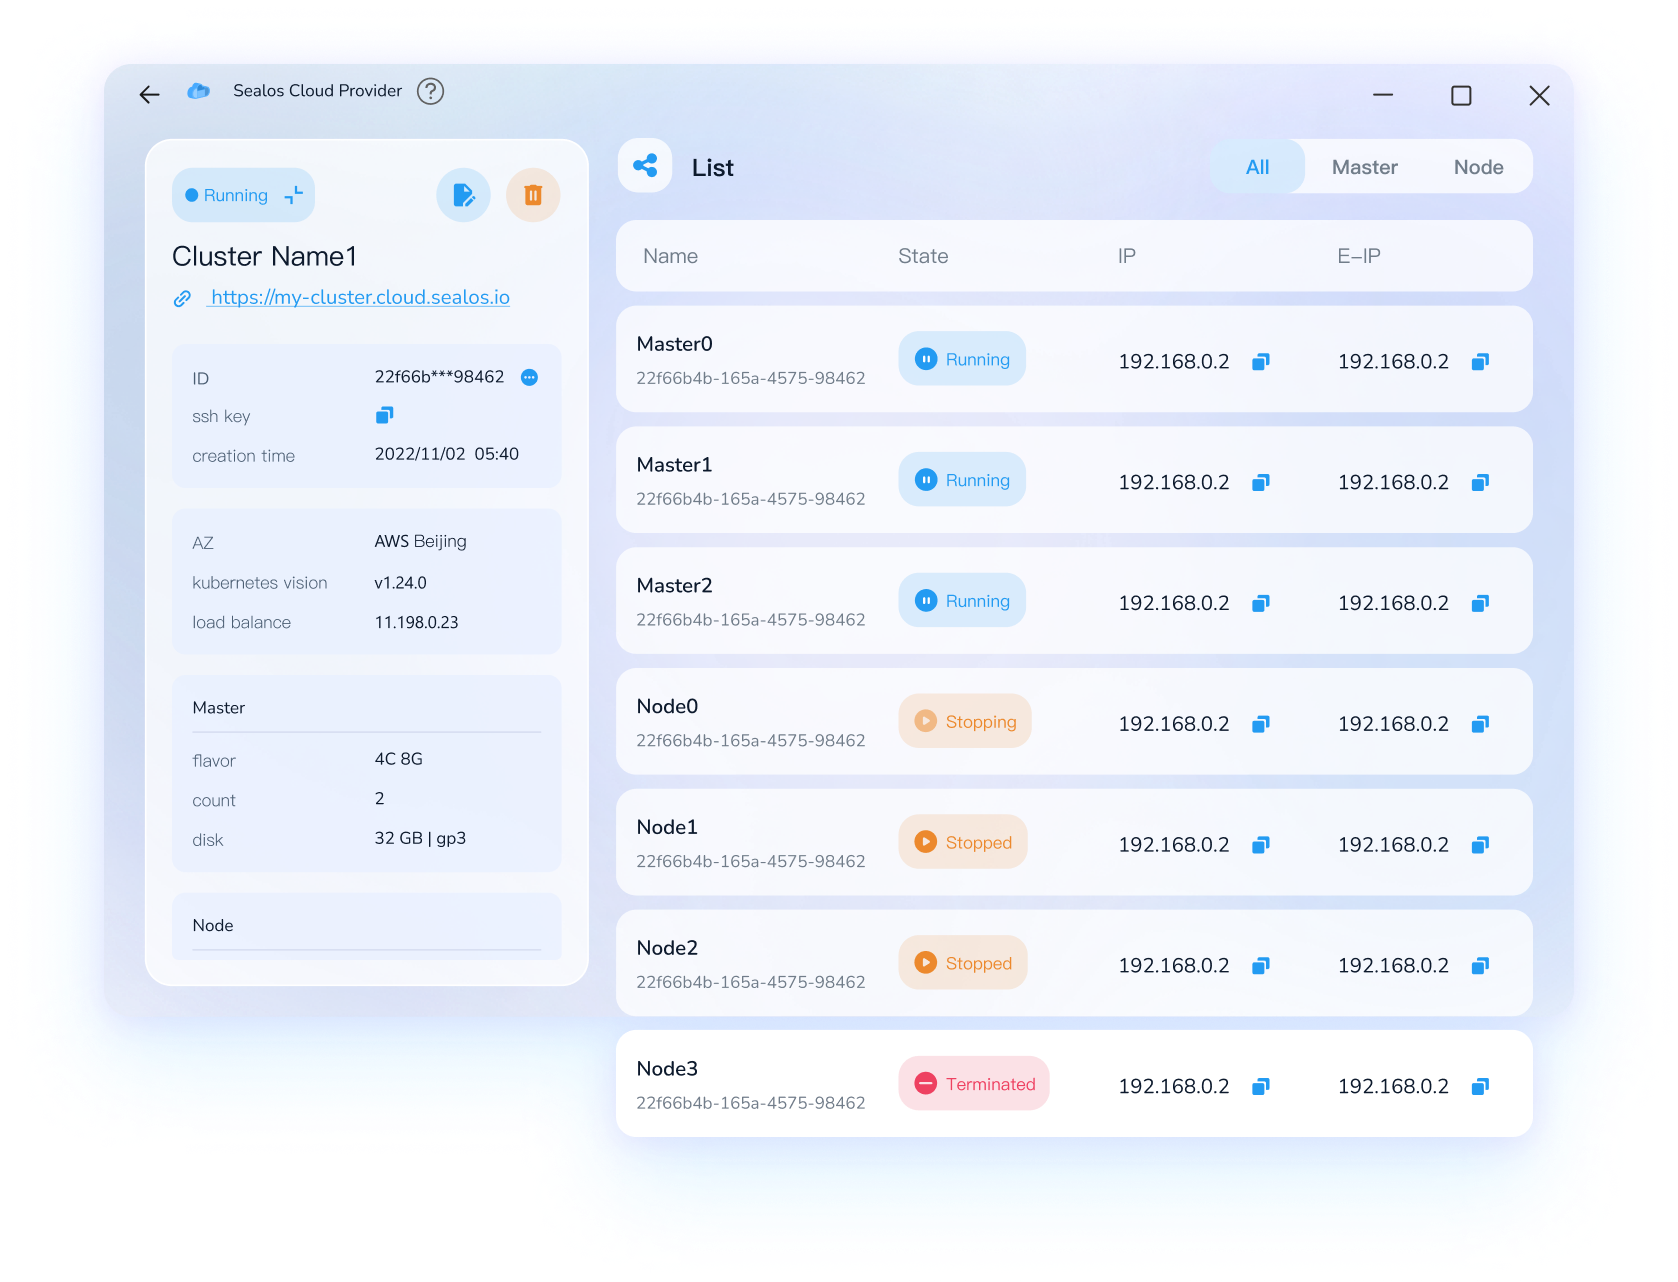 Sealos Cloud Provider ?
Running
Cluster Name1
https://my-cluster.cloud.sealos.io
ID 22f66b***98462
ssh key
creation time 2022/11/02 05:40
AZ AWS Beijing
kubernetes vision v1.24.0
load balance 11.198.0.23
Master
flavor 4C 8G
count 2
disk 32 GB | gp3
Node
List All Master Node
Name State IP E-IP
Master0
22f66b4b-165a-4575-98462 Running 192.168.0.2 192.168.0.2
Master1
22f66b4b-165a-4575-98462 Running 192.168.0.2 192.168.0.2
Master2
22f66b4b-165a-4575-98462 Running 192.168.0.2 192.168.0.2
Node0
22f66b4b-165a-4575-98462 Stopping 192.168.0.2 192.168.0.2
Node1
22f66b4b-165a-4575-98462 Stopped 192.168.0.2 192.168.0.2
Node2
22f66b4b-165a-4575-98462 Stopped 192.168.0.2 192.168.0.2
Node3
22f66b4b-165a-4575-98462 Terminated 192.168.0.2 192.168.0.2